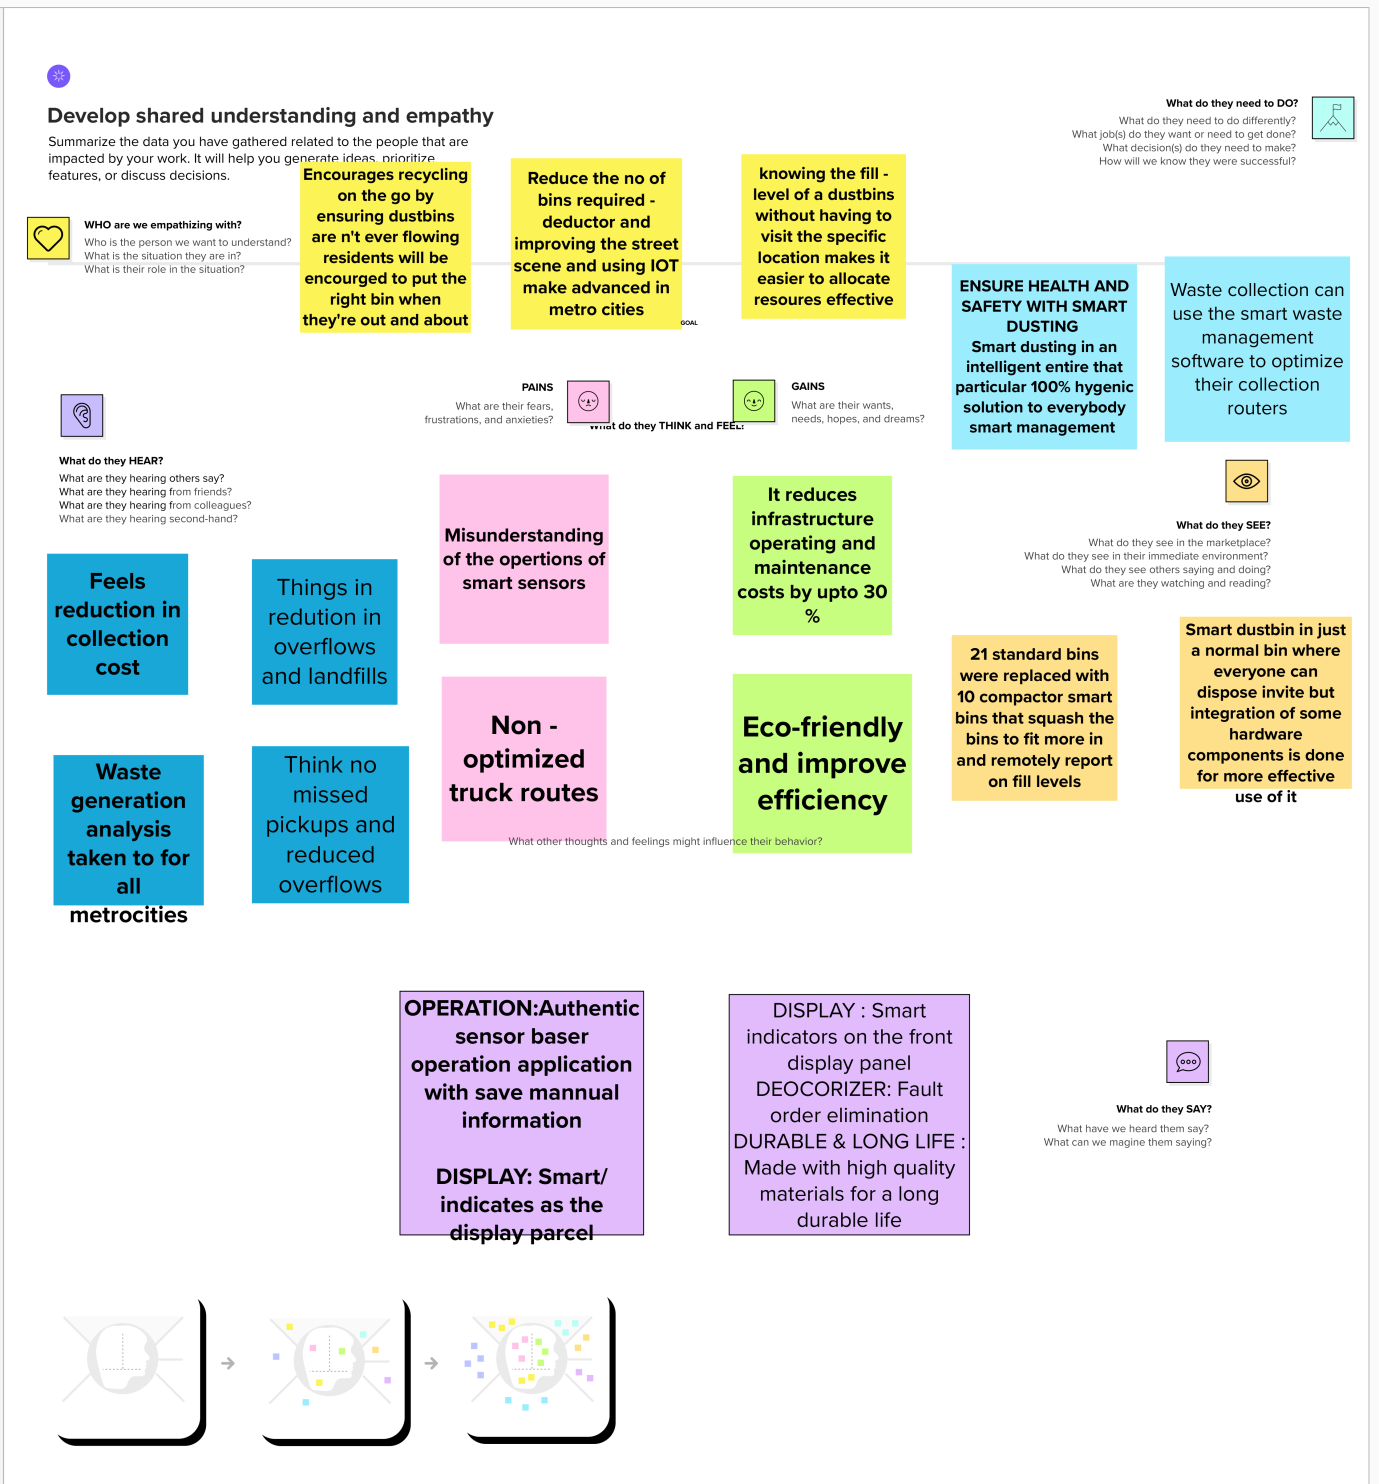 Develop shared understanding and empathy
Summarize the data you have gathered related to the people that are
impacted by your work. It will help you generate ideas, prioritize
features, or discuss decisions.
What do they need to DO?
What do they need to do differently?
What job(s) do they want or need to get done?
What decision(s) do they need to make?
How will we know they were successful?
WHO are we empathizing with?
Who is the person we want to understand?
What is the situation they are in?
What is their role in the situation?
Encourages recycling
on the go by
ensuring dustbins
are n't ever flowing
residents will be
encourged to put the
right bin when
they're out and about
Reduce the no of
bins required -
deductor and
improving the street
scene and using IOT
make advanced in
metro cities
GOAL
knowing the fill -
level of a dustbins
without having to
visit the specific
location makes it
easier to allocate
resoures effective
ENSURE HEALTH AND
SAFETY WITH SMART
DUSTING
Smart dusting in an
intelligent entire that
particular 100% hygenic
solution to everybody
smart management
Waste collection can
use the smart waste
management
software to optimize
their collection
routers
PAINS
What are their fears,
frustrations, and anxieties?
GAINS
What are their wants,
needs, hopes, and dreams?
What do they THINK and FEEL?
What do they HEAR?
What are they hearing others say?
What are they hearing from friends?
What are they hearing from colleagues?
What are they hearing second-hand?
What do they SEE?
What do they see in the marketplace?
What do they see in their immediate environment?
What do they see others saying and doing?
What are they watching and reading?
Feels
reduction in
collection
cost
Things in
redution in
overflows
and landfills
Misunderstanding
of the opertions of
smart sensors
It reduces
infrastructure
operating and
maintenance
costs by upto 30
%
21 standard bins
were replaced with
10 compactor smart
bins that squash the
bins to fit more in
and remotely report
on fill levels
Smart dustbin in just
a normal bin where
everyone can
dispose invite but
integration of some
hardware
components is done
for more effective
use of it
Waste
generation
analysis
taken to for
all
metrocities
Think no
missed
pickups and
reduced
overflows
Non -
optimized
truck routes
Eco-friendly
and improve
efficiency
What other thoughts and feelings might influence their behavior?
OPERATION:Authentic
sensor baser
operation application
with save mannual
information
DISPLAY: Smart/
indicates as the
display parcel
DISPLAY : Smart
indicators on the front
display panel
DEOCORIZER: Fault
order elimination
DURABLE & LONG LIFE :
Made with high quality
materials for a long
durable life
What do they SAY?
What have we heard them say?
What can we magine them saying?